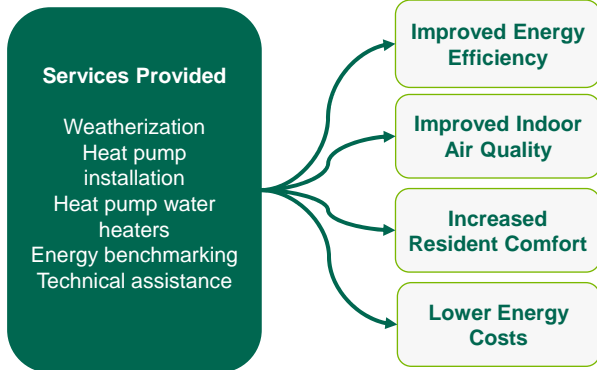 Services Provided
Weatherization
Heat pump
installation
Heat pump water
heaters
Energy benchmarking
Technical assistance
Improved Energy
Efficiency
Improved Indoor
Air Quality
Increased
Resident Comfort
Lower Energy
Costs